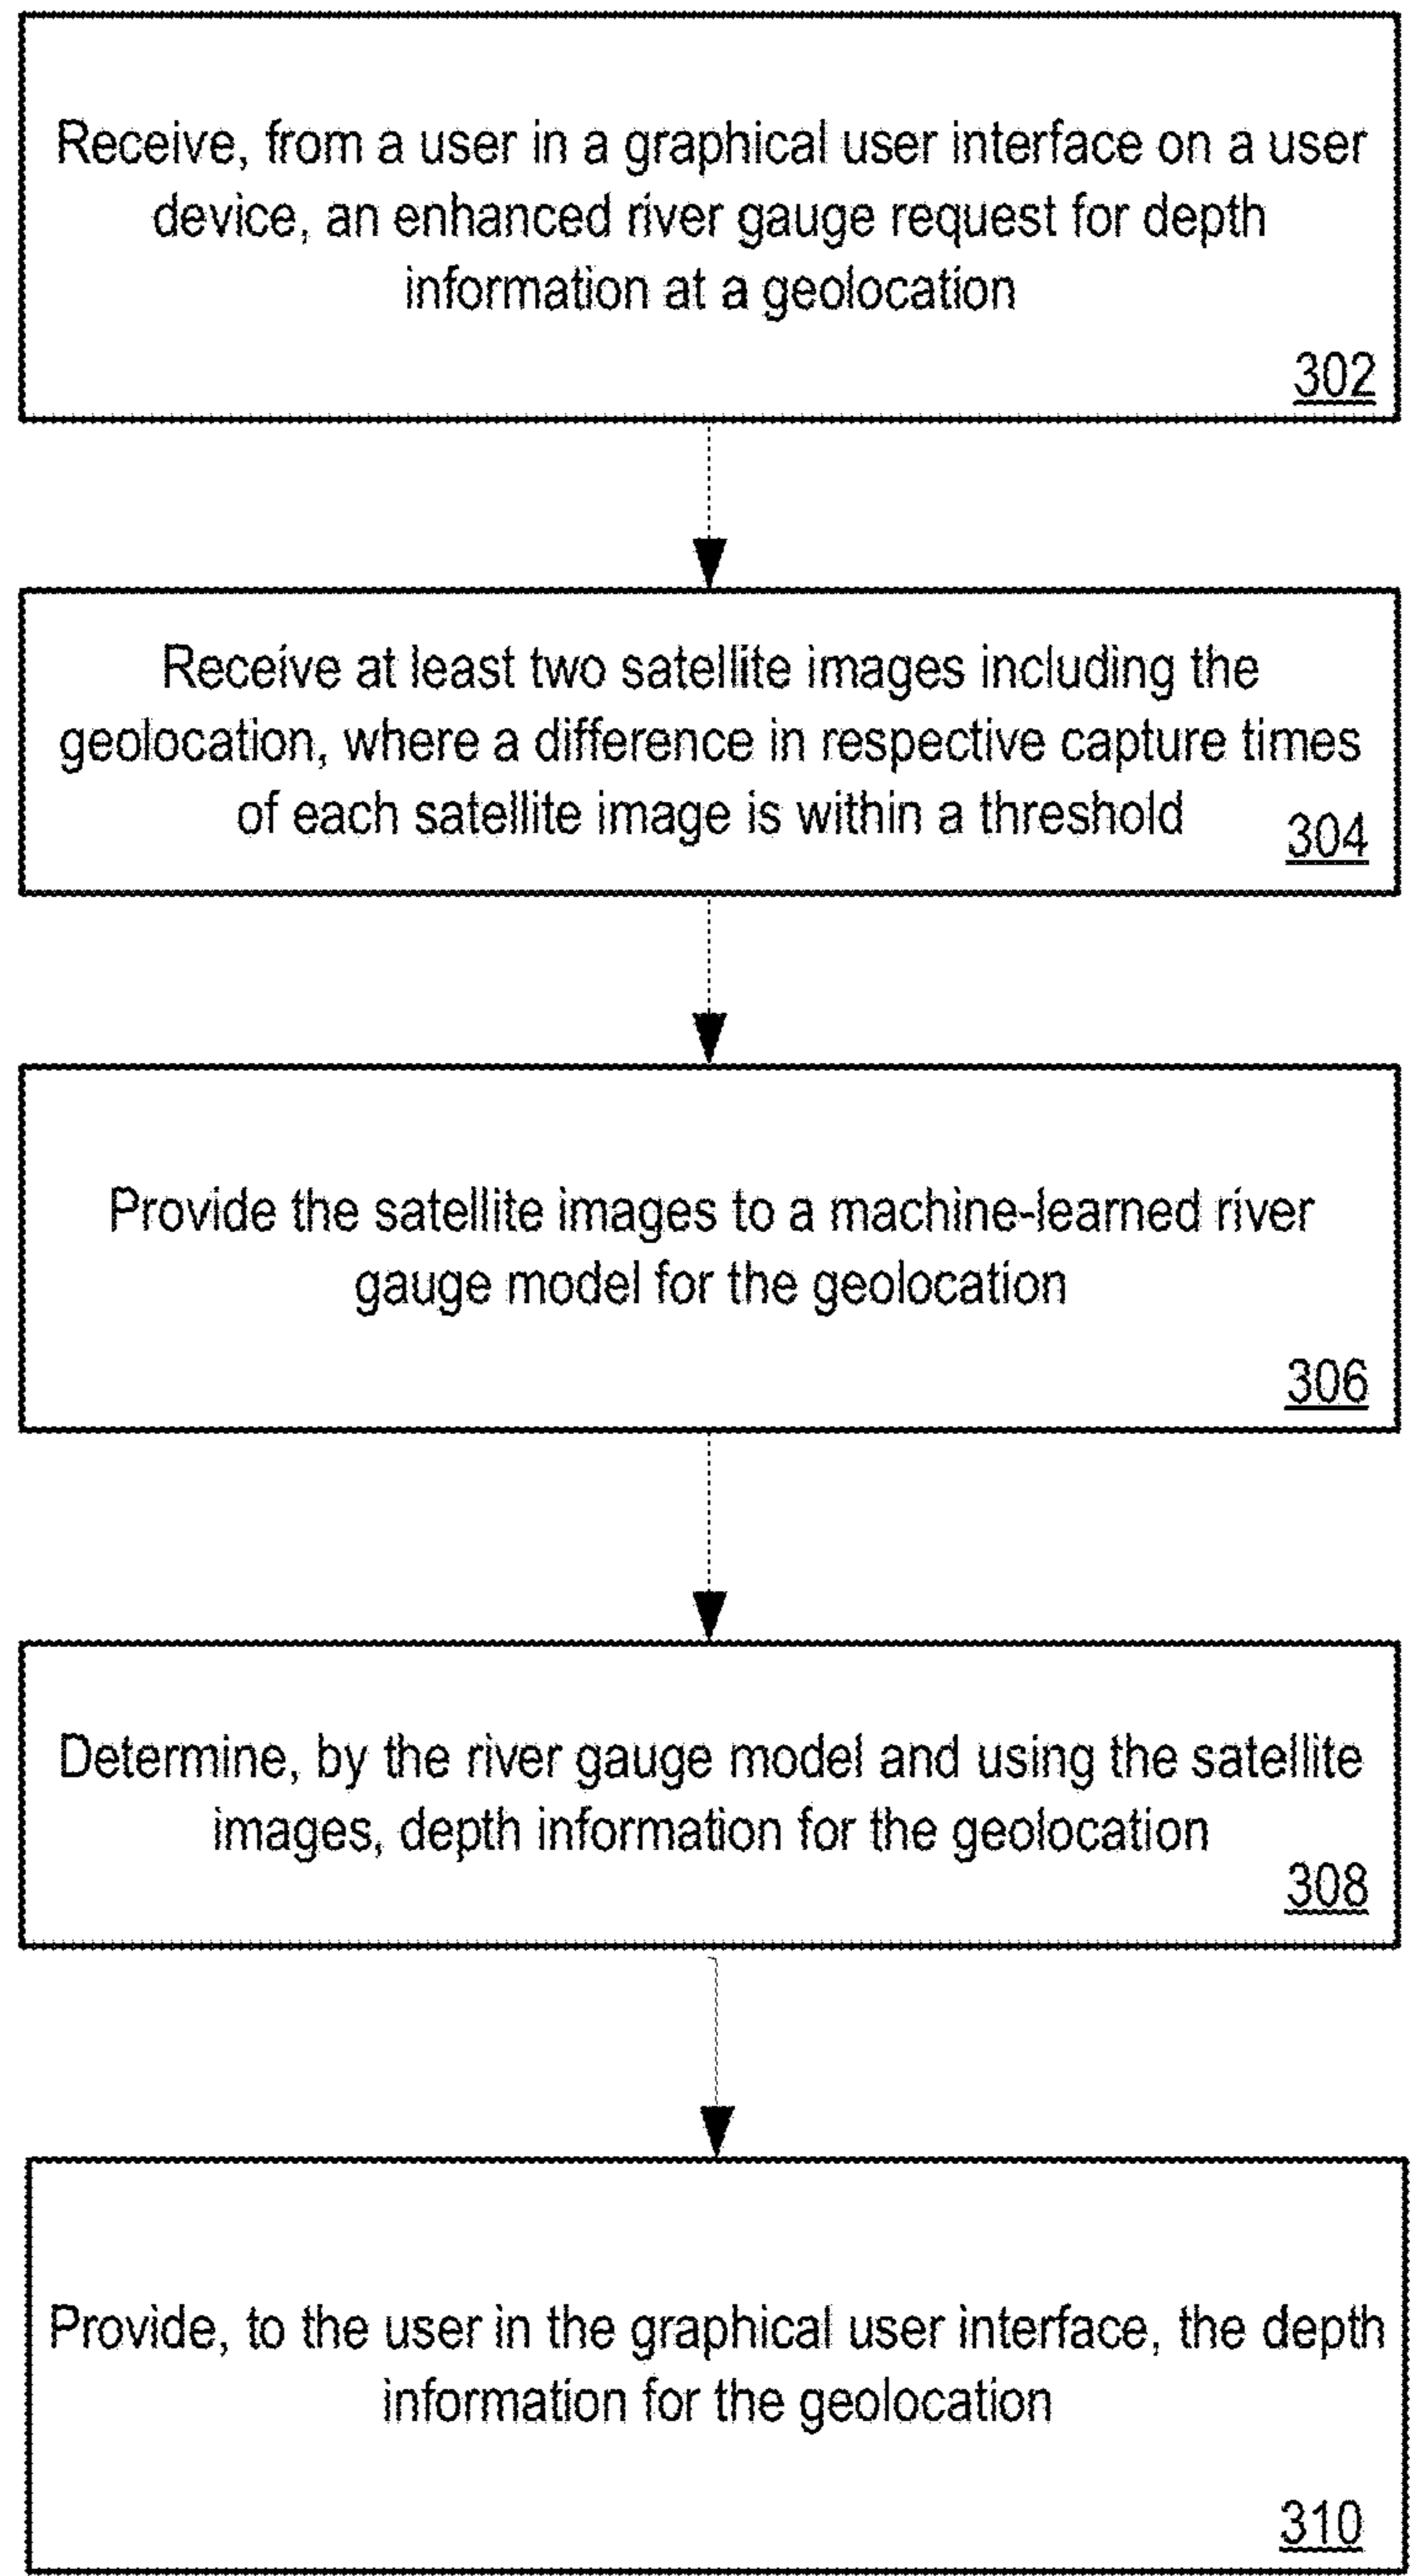 Receive, from a user in a graphical user interface on a user
device, an enhanced river gauge request for depth
information at a geolocation
302
Receive at least two satellite images including the
geolocation, where a difference in respective capture times
of each satellite image is within a threshold
304
Provide the satellite images to a machine-learned river
gauge model for the geolocation
306
Determine, by the river gauge model and using the satellite
images, depth information for the geolocation
308
Provide, to the user in the graphical user interface, the depth
information for the geolocation
310